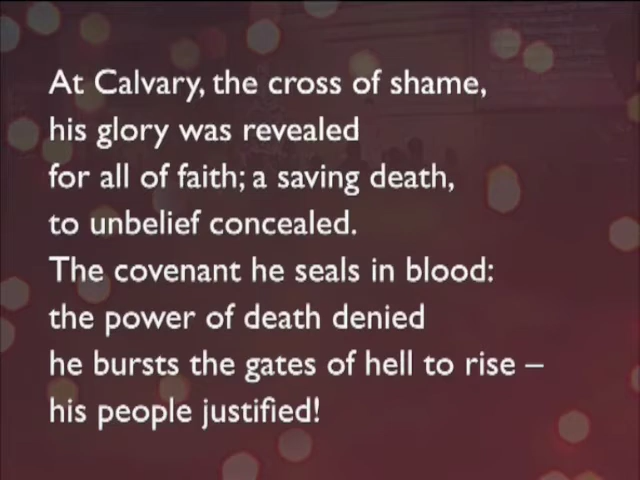 At Calvary, the cross of shame,
his glory was revealed
for all of faith; a saving death,
to unbelief concealed.
The covenant he seals in blood:
the power of death denied
he bursts the gates of hell to rise –
his people justified!